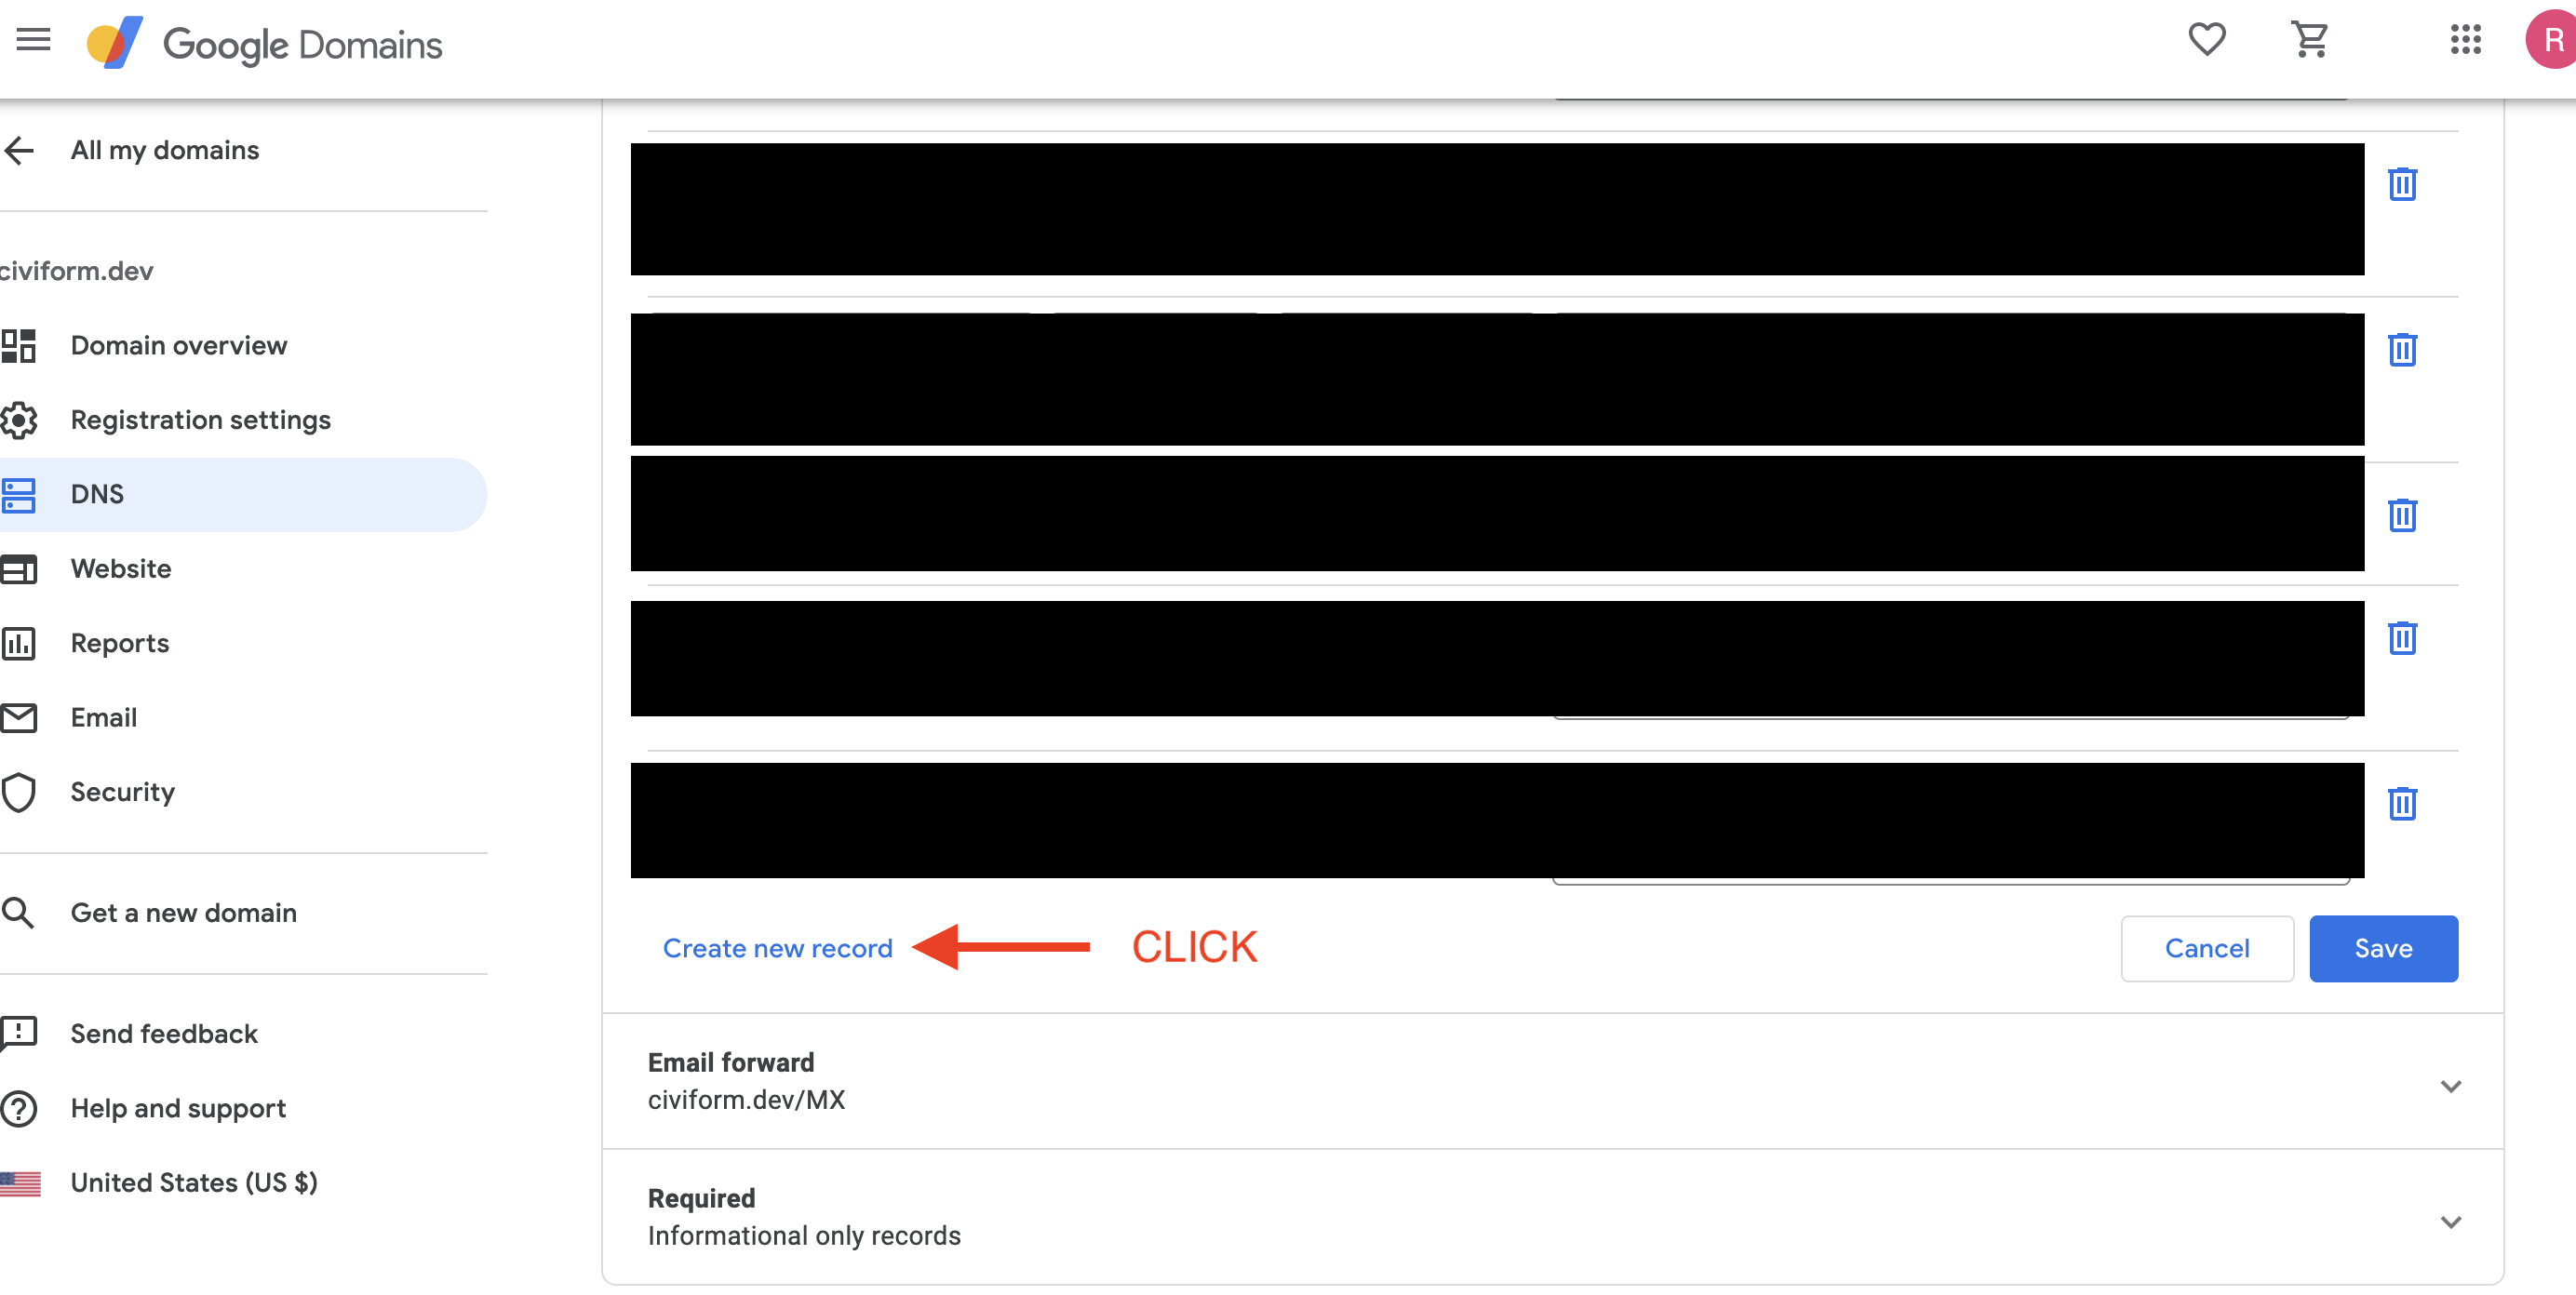 Google Domains
R
All my domains
civiform.dev
Domain overview
Registration settings
DNS
Website
Reports
Email
Security
Get a new domain
Send feedback
Help and support
United States (US $)
Create new record
CLICK
Cancel
Save
Email forward
civiform.dev/MX
Required
Informational only records